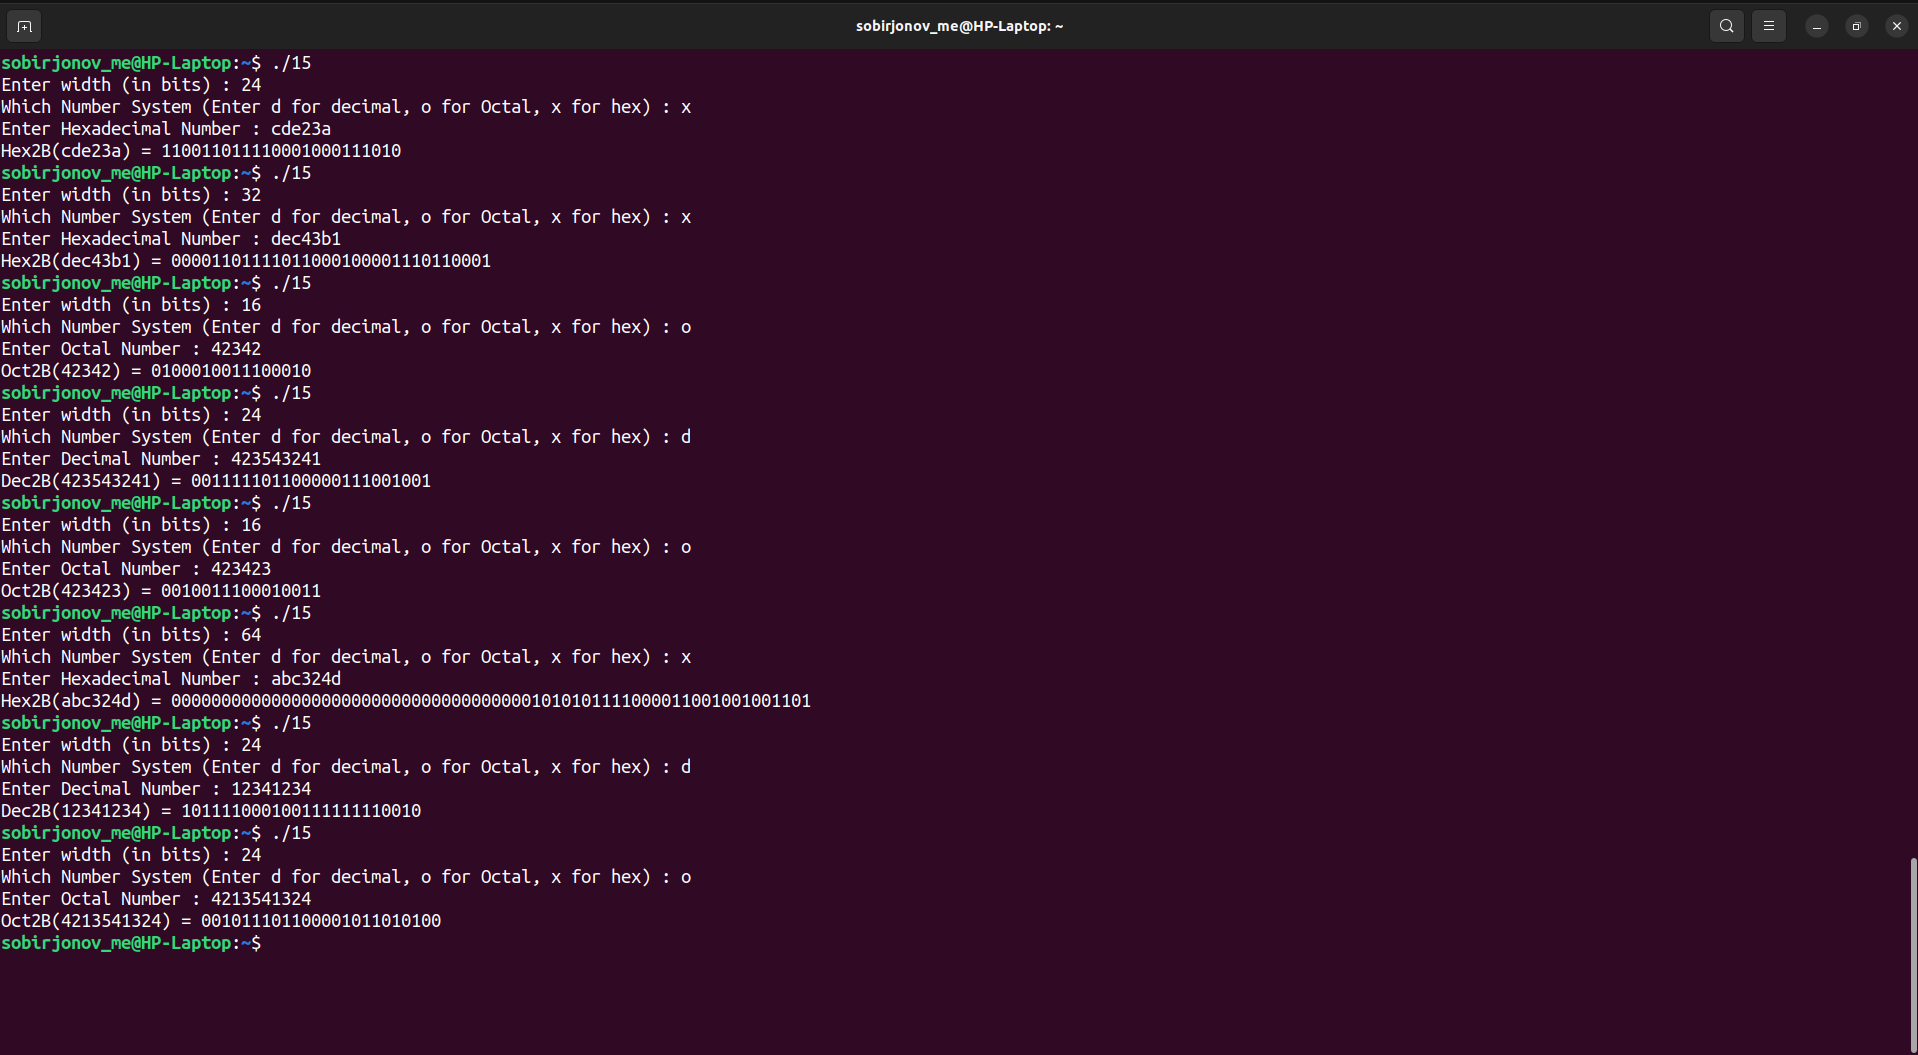 sobirjonov_me@HP-Laptop: ~
sobirjonov_me@HP-Laptop:~$ ./15
Enter width (in bits) : 24
Which Number System (Enter d for decimal, o for Octal, x for hex) : x
Enter Hexadecimal Number : cde23a
Hex2B(cde23a) = 110011011110001000111010
sobirjonov_me@HP-Laptop:~$ ./15
Enter width (in bits) : 32
Which Number System (Enter d for decimal, o for Octal, x for hex) : x
Enter Hexadecimal Number : dec43b1
Hex2B(dec43b1) = 00001101111011000100001110110001
sobirjonov_me@HP-Laptop:~$ ./15
Enter width (in bits) : 16
Which Number System (Enter d for decimal, o for Octal, x for hex) : o
Enter Octal Number : 42342
Oct2B(42342) = 0100010011100010
sobirjonov_me@HP-Laptop:~$ ./15
Enter width (in bits) : 24
Which Number System (Enter d for decimal, o for Octal, x for hex) : d
Enter Decimal Number : 423543241
Dec2B(423543241) = 001111101100000111001001
sobirjonov_me@HP-Laptop:~$ ./15
Enter width (in bits) : 16
Which Number System (Enter d for decimal, o for Octal, x for hex) : o
Enter Octal Number : 423423
Oct2B(423423) = 0010011100010011
sobirjonov_me@HP-Laptop:~$ ./15
Enter width (in bits) : 64
Which Number System (Enter d for decimal, o for Octal, x for hex) : x
Enter Hexadecimal Number : abc324d
Hex2B(abc324d) = 0000000000000000000000000000000000001010101111000011001001001101
sobirjonov_me@HP-Laptop:~$ ./15
Enter width (in bits) : 24
Which Number System (Enter d for decimal, o for Octal, x for hex) : d
Enter Decimal Number : 12341234
Dec2B(12341234) = 101111000100111111110010
sobirjonov_me@HP-Laptop:~$ ./15
Enter width (in bits) : 24
Which Number System (Enter d for decimal, o for Octal, x for hex) : o
Enter Octal Number : 4213541324
Oct2B(4213541324) = 001011101100001011010100
sobirjonov_me@HP-Laptop:~$